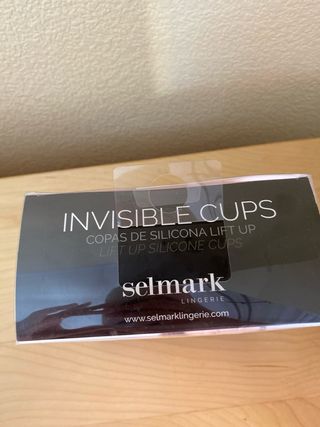 INVISIBLE CUPS
COPAS DE SILICONA LIFT UP
LIFT UP SILICONE CUPS
selmark
LINGERIE
www.selmarklingerie.com